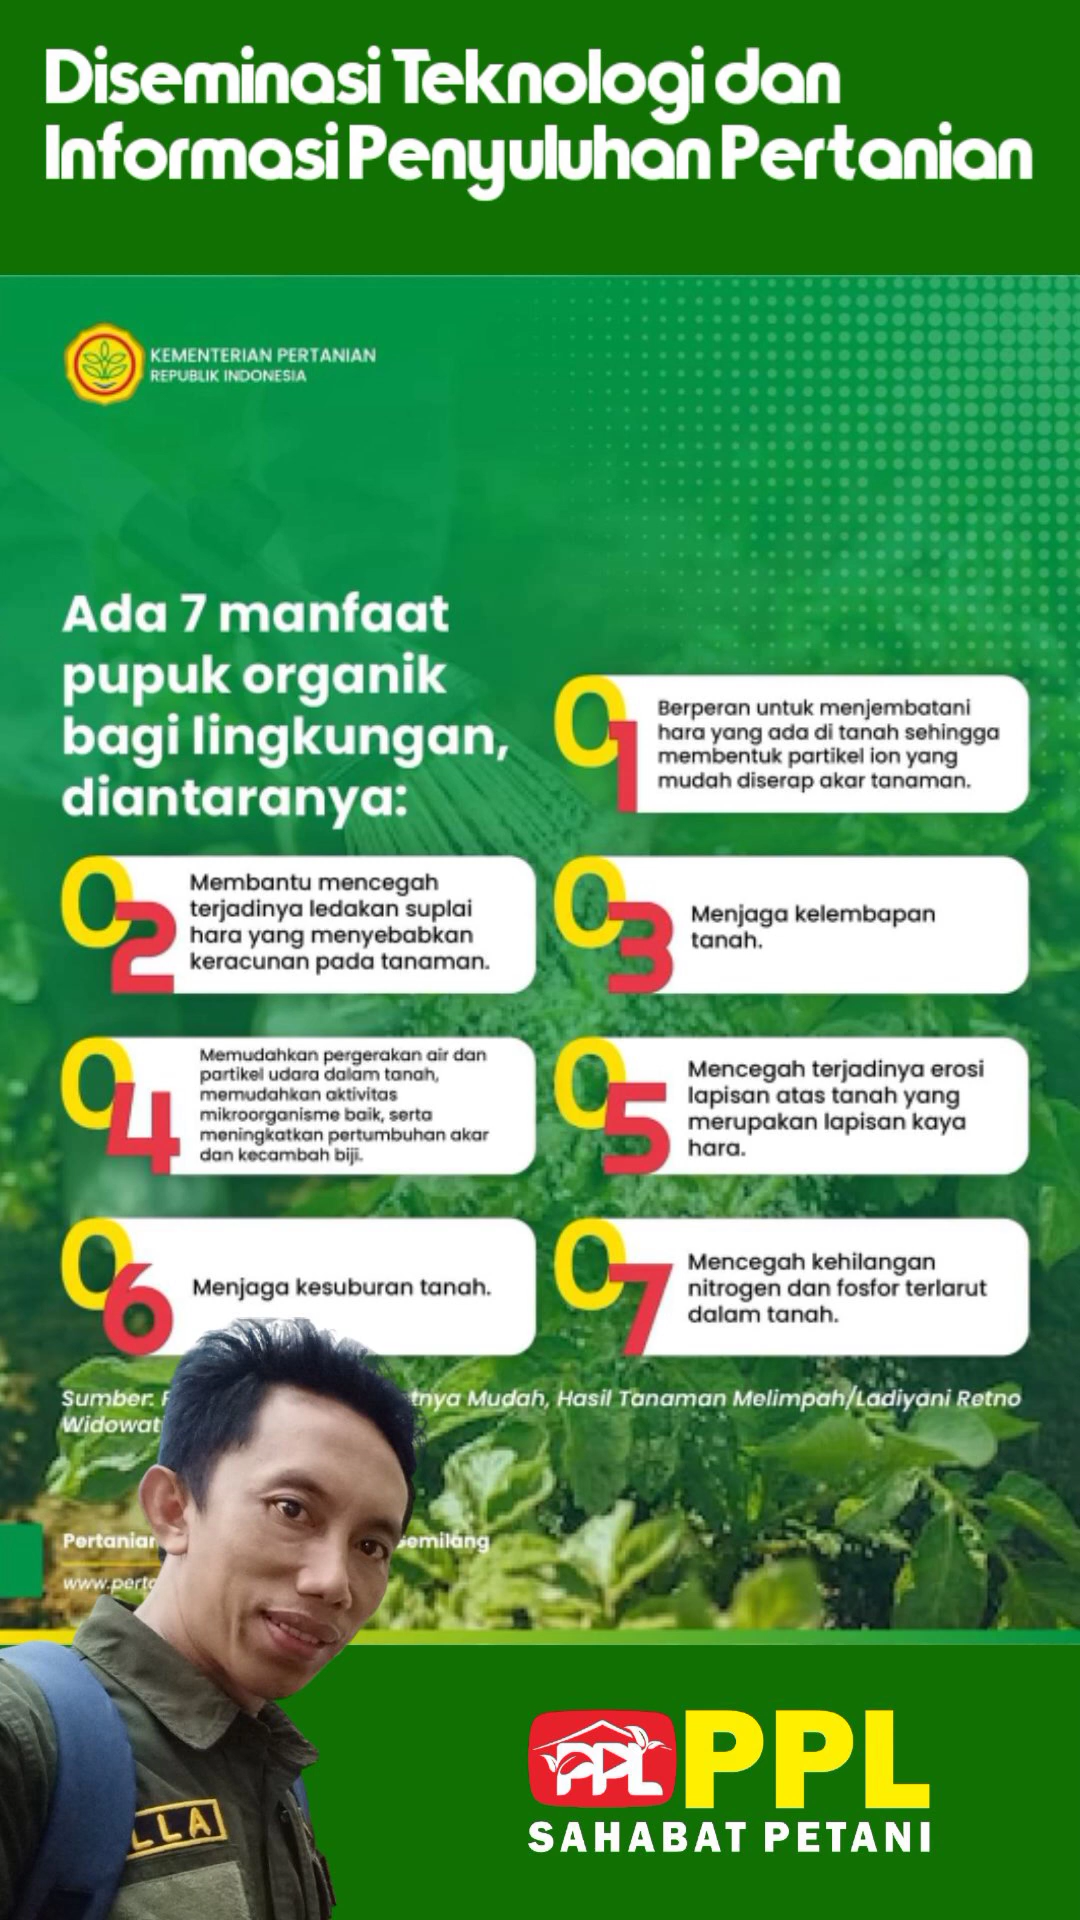 Diseminasi Teknologi dan
Informasi Penyuluhan Pertanian
KEMENTERIAN PERTANIAN
REPUBLIK INDONESIA
Ada 7 manfaat
pupuk organik
bagi lingkungan,
diantaranya:
01
Berperan untuk menjembatani
hara yang ada di tanah sehingga
membentuk partikel ion yang
mudah diserap akar tanaman.
02
Membantu mencegah
terjadinya ledakan suplai
hara yang menyebabkan
keracunan pada tanaman.
03
Menjaga kelembapan
tanah.
04
Memudahkan pergerakan air dan
partikel udara dalam tanah,
memudahkan aktivitas
mikroorganisme baik, serta
meningkatkan pertumbuhan akar
dan kecambah biji.
05
Mencegah terjadinya erosi
lapisan atas tanah yang
merupakan lapisan kaya
hara.
06
Menjaga kesuburan tanah.
07
Mencegah kehilangan
nitrogen dan fosfor terlarut
dalam tanah.
Sumber: Mudah, Hasil Tanaman Melimpah/Ladiyani Retno
PPL
PPL
SAHABAT PETANI